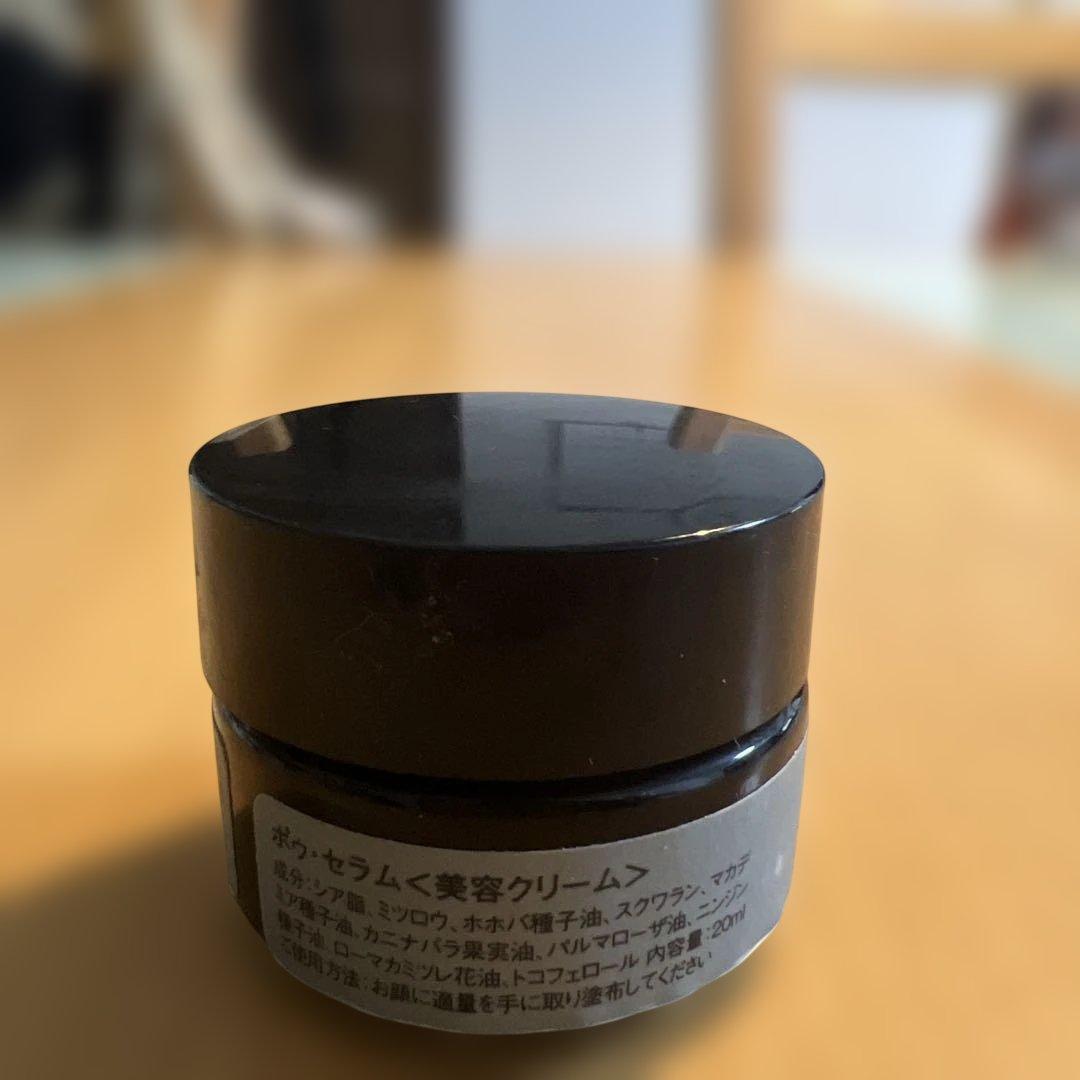 ポゥ・セラム<美容クリーム>
成分：シア脂、ミツロウ、ホホバ種子油、スクワラン、マカデ
ミア種子油、カニナバラ果実油、パルマローザ油、ニンジン
種子油、ローマカミツレ花油、トコフェロール 内容量：20ml
ご使用方法：お顔に適量を手に取り塗布してください